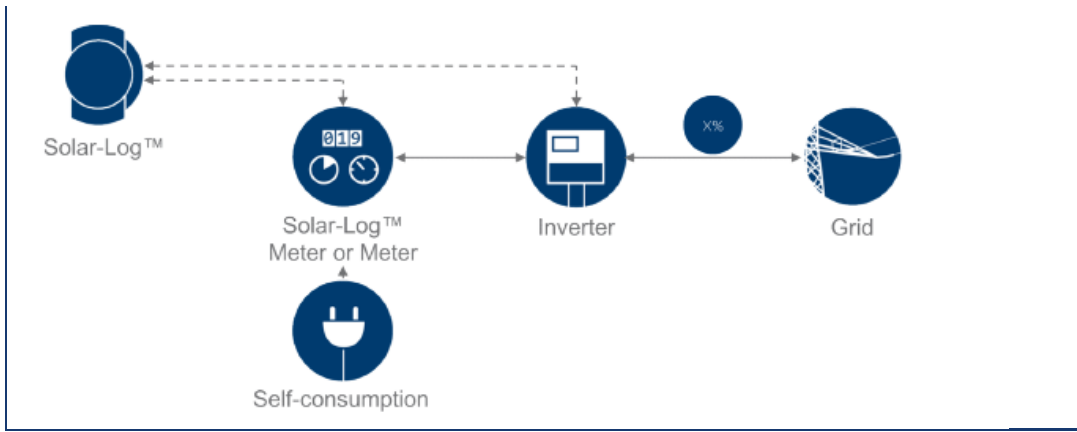 Solar-Log™
019
X%
Solar-Log™
Meter or Meter
Inverter
Grid
Self-consumption